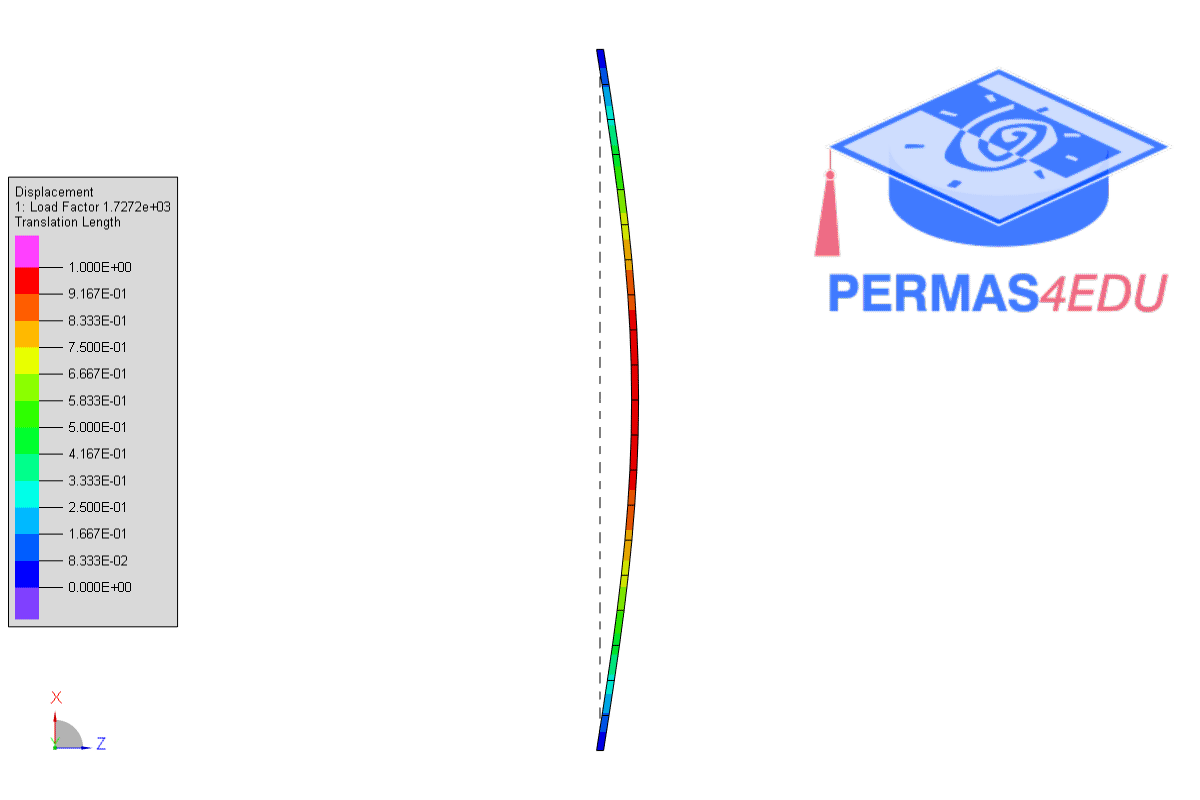 Displacement
1: Load Factor 1.7272e+03
Translation Length
1.000E+00
9.167E-01
8.333E-01
7.500E-01
6.667E-01
5.833E-01
5.000E-01
4.167E-01
3.333E-01
2.500E-01
1.667E-01
8.333E-02
0.000E+00
PERMAS4EDU
X
Y
Z